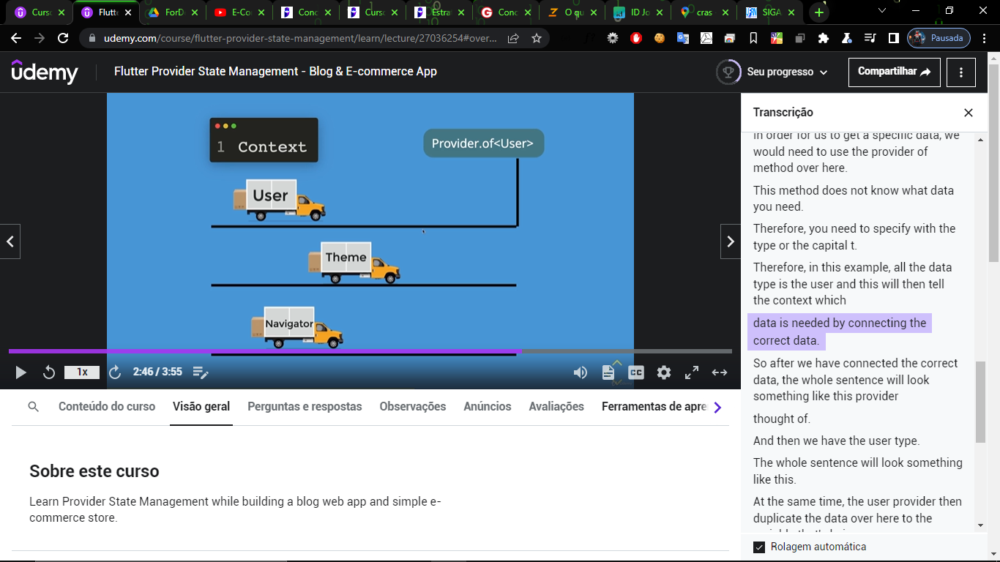 Curso
Flutte
ForD
E-Co
Conc
Curs
Estra
Conc
O qu
ID Jo
cras
SIGA
udemy.com/course/flutter-provider-state-management/learn/lecture/27036254#over...
Pausada
ûdemy
Flutter Provider State Management - Blog & E-commerce App
Seu progresso
Compartilhar
1 Context
Provider.of<User>
User
Theme
Navigator
1x
2:46 / 3:55
CC
Transcrição
In order for us to get a specific data, we
would need to use the provider of
method over here.
This method does not know what data
you need.
Therefore, you need to specify with the
type or the capital t.
Therefore, in this example, all the data
type is the user and this will then tell
the context which
data is needed by connecting the
correct data.
So after we have connected the correct
data, the whole sentence will look
something like this provider
thought of.
And then we have the user type.
The whole sentence will look something
like this.
At the same time, the user provider then
duplicate the data over here to the
Rolagem automática
Conteúdo do curso
Visão geral
Perguntas e respostas
Observações
Anúncios
Avaliações
Ferramentas de apre
Sobre este curso
Learn Provider State Management while building a blog web app and simple e-
commerce store.